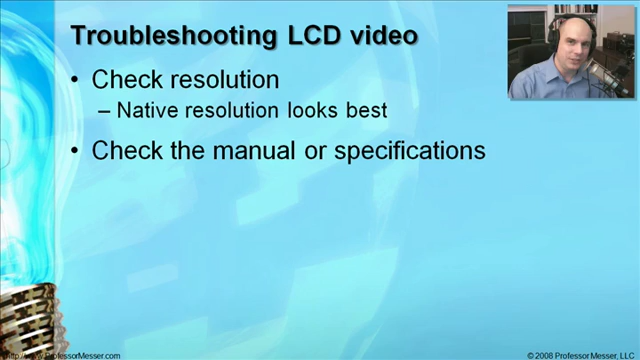 Troubleshooting LCD video
• Check resolution
– Native resolution looks best
• Check the manual or specifications
http://www.ProfessorMesser.com
© 2008 Professor Messer, LLC